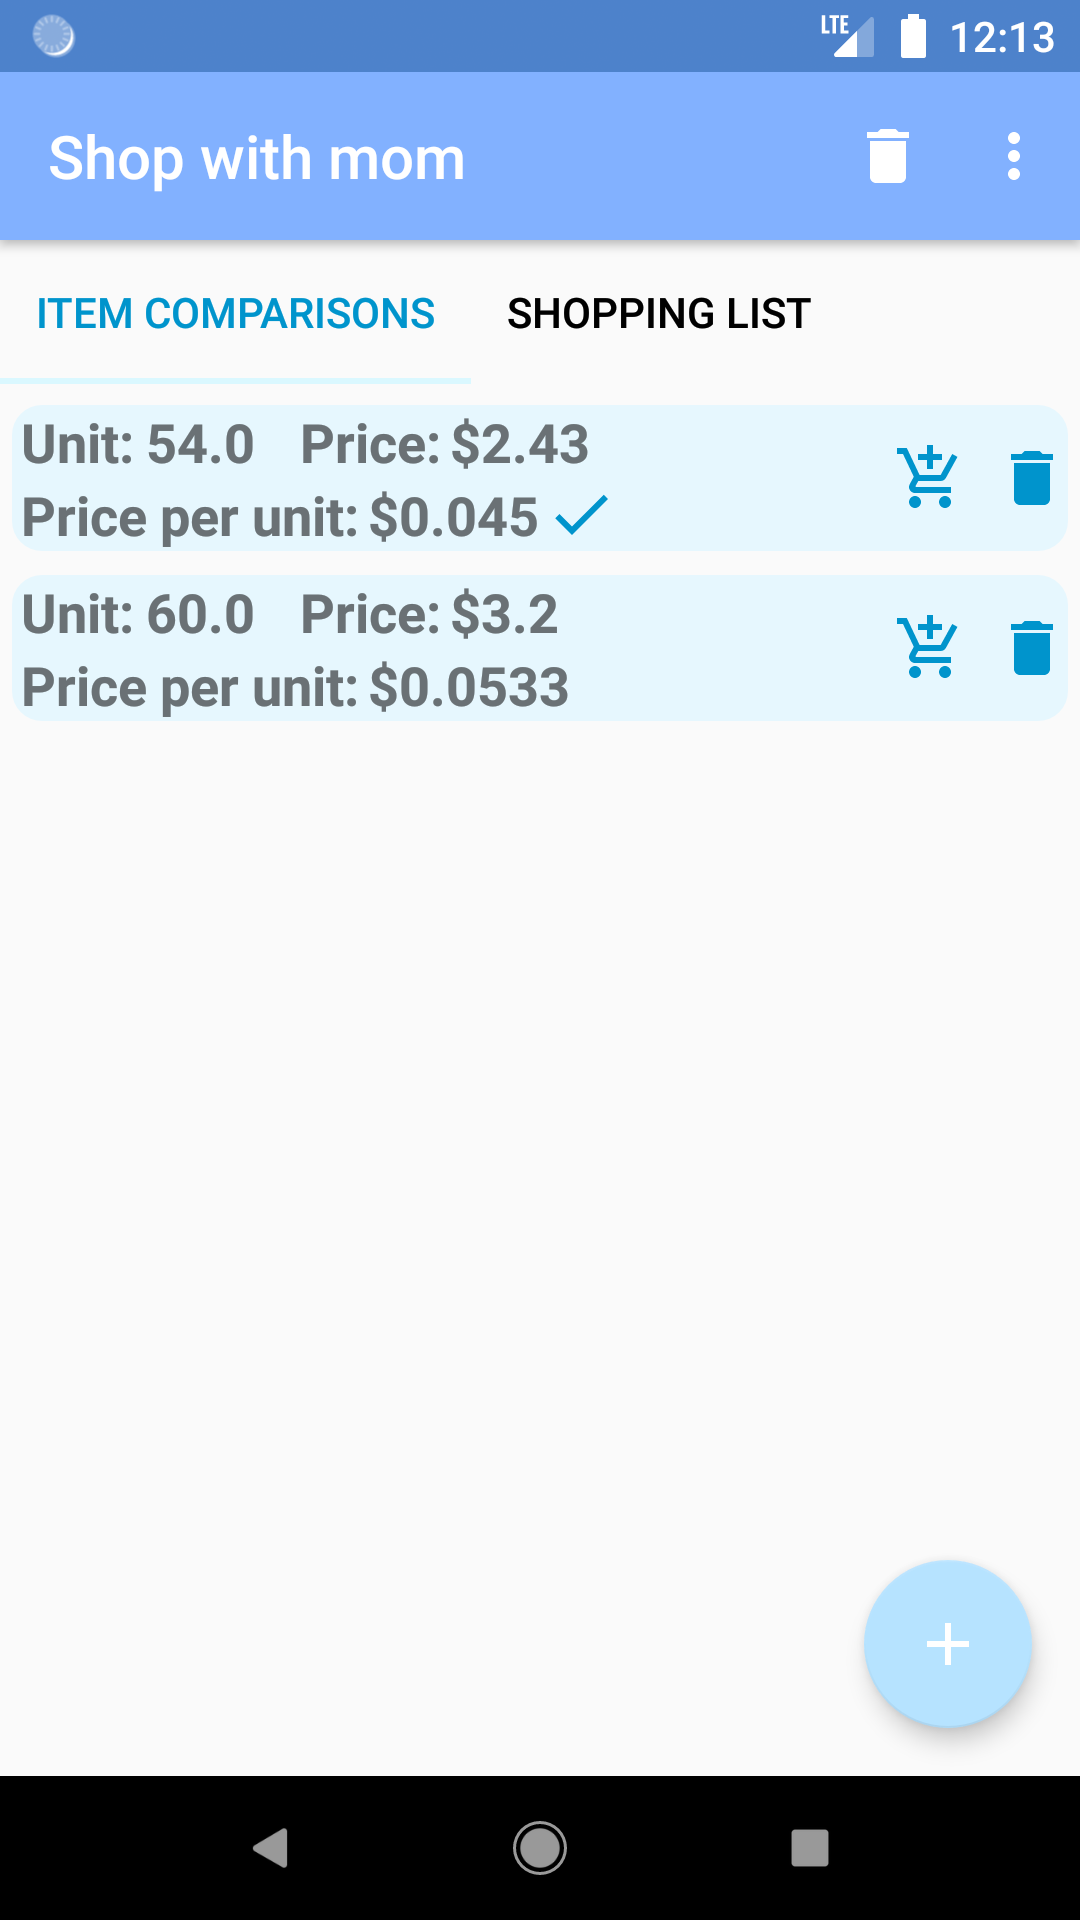 LTE 12:13
Shop with mom
ITEM COMPARISONS SHOPPING LIST
Unit: 54.0 Price: $2.43
Price per unit: $0.045
Unit: 60.0 Price: $3.2
Price per unit: $0.0533